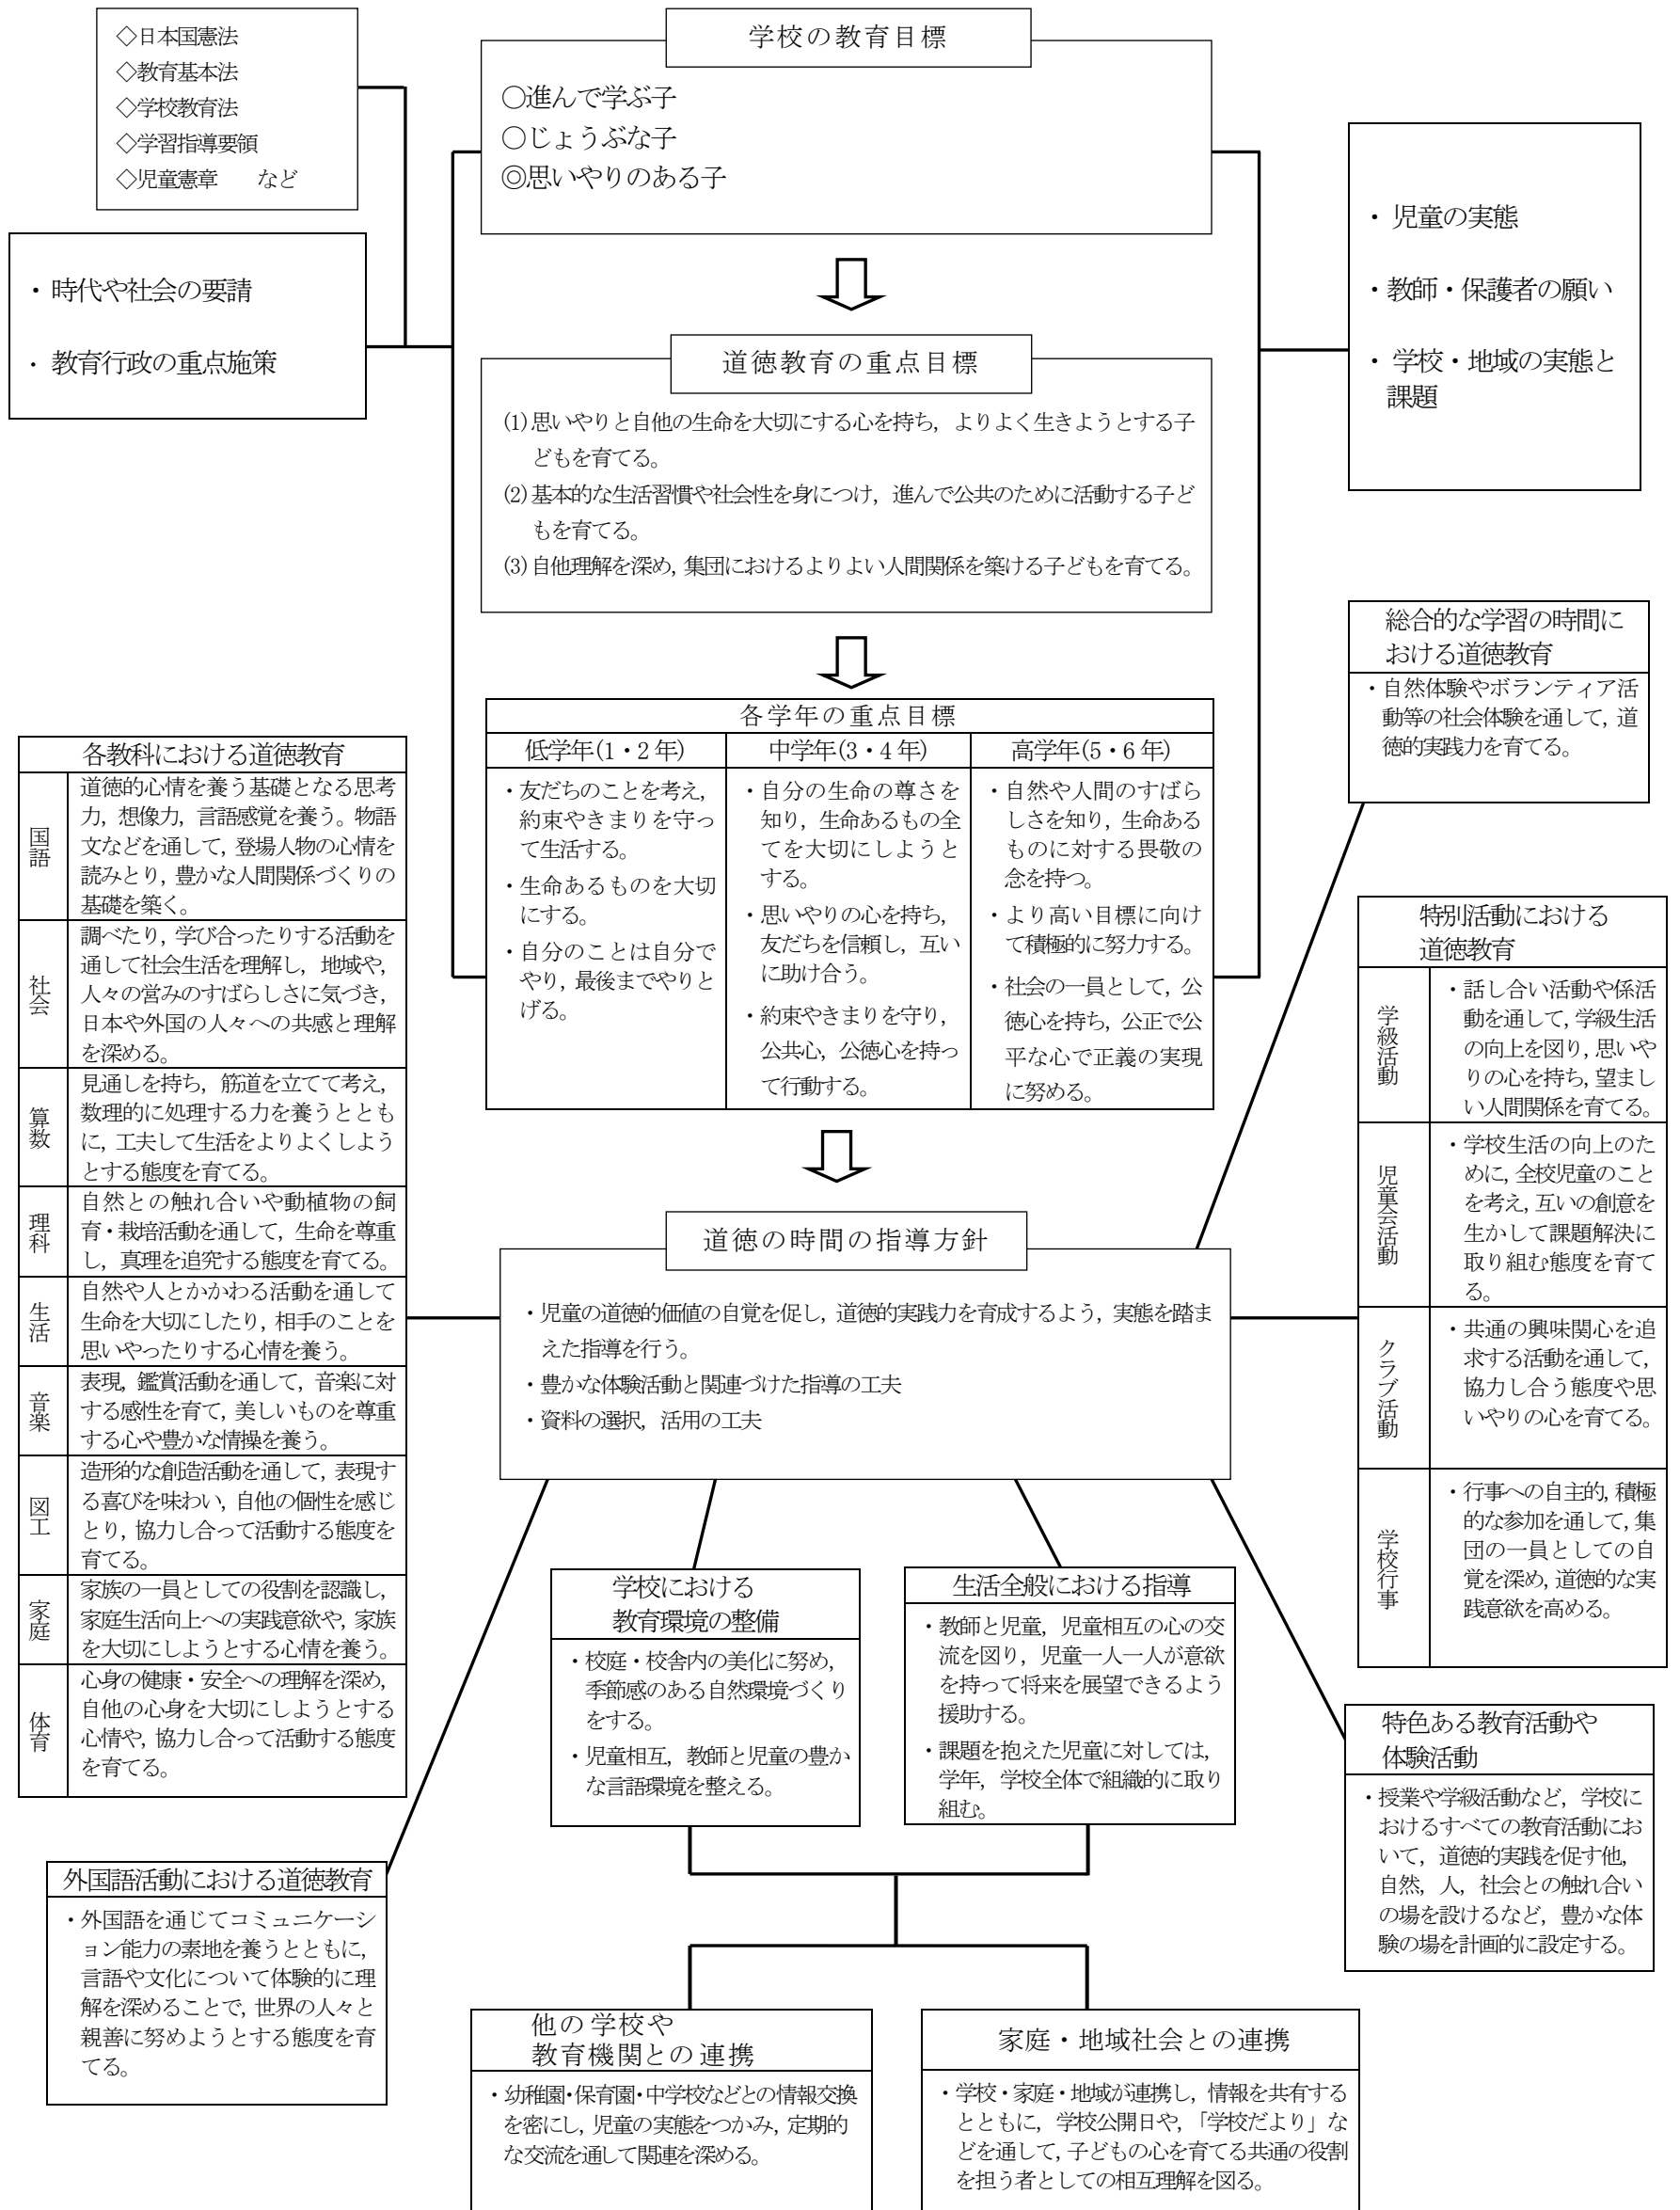 ◇日本国憲法
◇教育基本法
◇学校教育法
◇学習指導要領
◇児童憲章　　など
学校の教育目標
○進んで学ぶ子
○じょうぶな子
◎思いやりのある子
・時代や社会の要請
・教育行政の重点施策
・児童の実態
・教師・保護者の願い
・学校・地域の実態と
課題
道徳教育の重点目標
(1)思いやりと自他の生命を大切にする心を持ち，よりよく生きようとする子
どもを育てる。
(2)基本的な生活習慣や社会性を身につけ，進んで公共のために活動する子ど
もを育てる。
(3)自他理解を深め，集団におけるよりよい人間関係を築ける子どもを育てる。
各学年の重点目標
低学年(1・2年)
・友だちのことを考え，
約束やきまりを守っ
て生活する。
・生命あるものを大切
にする。
・自分のことは自分で
やり，最後までやりと
げる。
中学年(3・4年)
・自分の生命の尊さを
知り，生命あるもの全
てを大切にしようと
する。
・思いやりの心を持ち，
友だちを信頼し，互い
に助け合う。
・約束やきまりを守り，
公共心，公徳心を持っ
て行動する。
高学年(5・6年)
・自然や人間のすばら
しさを知り，生命ある
ものに対する畏敬の
念を持つ。
・より高い目標に向け
て積極的に努力する。
・社会の一員として，公
徳心を持ち，公正で公
平な心で正義の実現
に努める。
総合的な学習の時間に
おける道徳教育
・自然体験やボランティア活
動等の社会体験を通して，道
徳的実践力を育てる。
各教科における道徳教育
国語
道徳的心情を養う基礎となる思考
力，想像力，言語感覚を養う。物語
文などを通して，登場人物の心情を
読みとり，豊かな人間関係づくりの
基礎を築く。
社会
調べたり，学び合ったりする活動を
通して社会生活を理解し，地域や，
人々の営みのすばらしさに気づき，
日本や外国の人々への共感と理解
を深める。
算数
見通しを持ち，筋道を立てて考え，
数理的に処理する力を養うととも
に，工夫して生活をよりよくしよう
とする態度を育てる。
理科
自然との触れ合いや動植物の飼
育・栽培活動を通して，生命を尊重
し，真理を追究する態度を育てる。
生活
自然や人とかかわる活動を通して
生命を大切にしたり，相手のことを
思いやったりする心情を養う。
音楽
表現，鑑賞活動を通して，音楽に対
する感性を育て，美しいものを尊重
する心や豊かな情操を養う。
図工
造形的な創造活動を通して，表現す
る喜びを味わい，自他の個性を感じ
とり，協力し合って活動する態度を
育てる。
家庭
家族の一員としての役割を認識し，
家庭生活向上への実践意欲や，家族
を大切にしようとする心情を養う。
体育
心身の健康・安全への理解を深め，
自他の心身を大切にしようとする
心情や，協力し合って活動する態度
を育てる。
道徳の時間の指導方針
・児童の道徳的価値の自覚を促し，道徳的実践力を育成するよう，実態を踏ま
えた指導を行う。
・豊かな体験活動と関連づけた指導の工夫
・資料の選択，活用の工夫
特別活動における
道徳教育
学級活動
・話し合い活動や係活
動を通して，学級生活
の向上を図り，思いや
りの心を持ち，望まし
い人間関係を育てる。
児童会活動
・学校生活の向上のた
めに，全校児童のこと
を考え，互いの創意を
生かして課題解決に
取り組む態度を育て
る。
クラブ活動
・共通の興味関心を追
求する活動を通して，
協力し合う態度や思
いやりの心を育てる。
学校行事
・行事への自主的，積極
的な参加を通して，集
団の一員としての自
覚を深め，道徳的な実
践意欲を高める。
学校における
教育環境の整備
・校庭・校舎内の美化に努め，
季節感のある自然環境づくり
をする。
・児童相互，教師と児童の豊か
な言語環境を整える。
生活全般における指導
・教師と児童，児童相互の心の交
流を図り，児童一人一人が意欲
を持って将来を展望できるよう
援助する。
・課題を抱えた児童に対しては，
学年，学校全体で組織的に取り
組む。
特色ある教育活動や
体験活動
・授業や学級活動など，学校に
おけるすべての教育活動にお
いて，道徳的実践を促す他，
自然，人，社会との触れ合い
の場を設けるなど，豊かな体
験の場を計画的に設定する。
外国語活動における道徳教育
・外国語を通じてコミュニケーシ
ョン能力の素地を養うとともに，
言語や文化について体験的に理
解を深めることで，世界の人々と
親善に努めようとする態度を育
てる。
他の学校や
教育機関との連携
・幼稚園・保育園・中学校などとの情報交換
を密にし，児童の実態をつかみ，定期的
な交流を通して関連を深める。
家庭・地域社会との連携
・学校・家庭・地域が連携し，情報を共有する
とともに，学校公開日や，「学校だより」な
どを通して，子どもの心を育てる共通の役割
を担う者としての相互理解を図る。